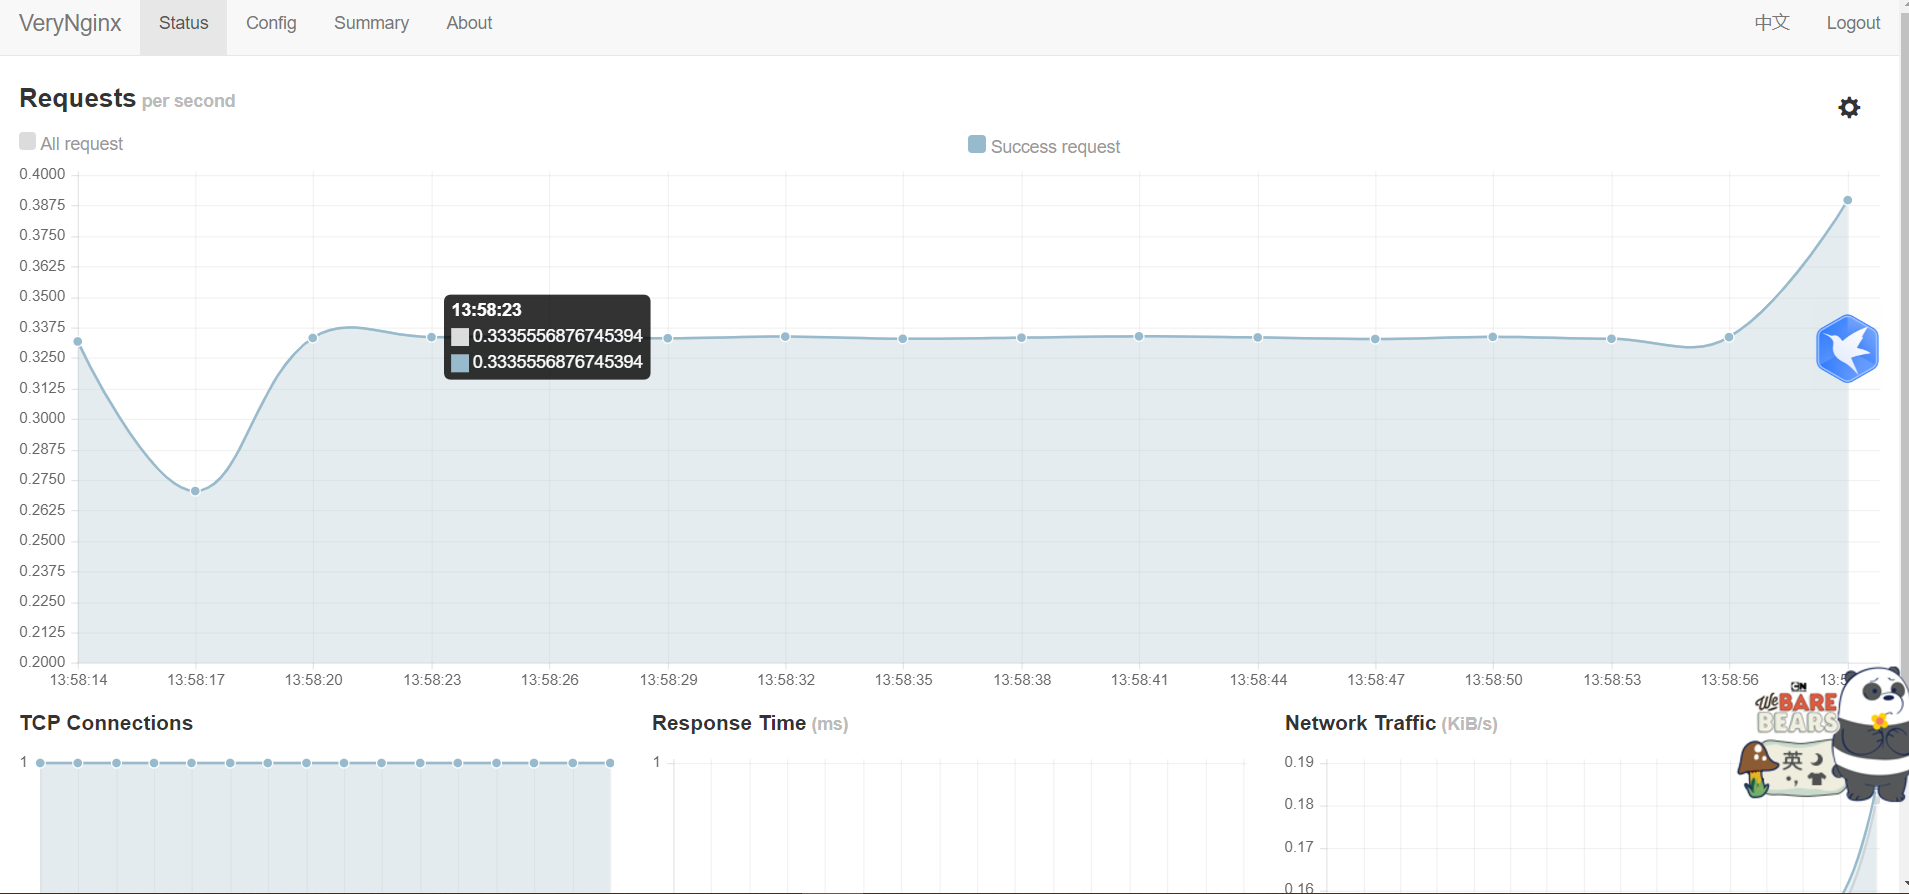 VeryNginx Status Config Summary About 中文 Logout
Requests per second
All request
Success request
0.4000
0.3875
0.3750
0.3625
0.3500
0.3375
0.3250
0.3125
0.3000
0.2875
0.2750
0.2625
0.2500
0.2375
0.2250
0.2125
0.2000
13:58:23
0.3335556876745394
0.3335556876745394
13:58:14 13:58:17 13:58:20 13:58:23 13:58:26 13:58:29 13:58:32 13:58:35 13:58:38 13:58:41 13:58:44 13:58:47 13:58:50 13:58:53 13:58:56
CN
We BARE
BEARS
英
TCP Connections
1
Response Time (ms)
1
Network Traffic (KiB/s)
0.19
0.18
0.17
0.16